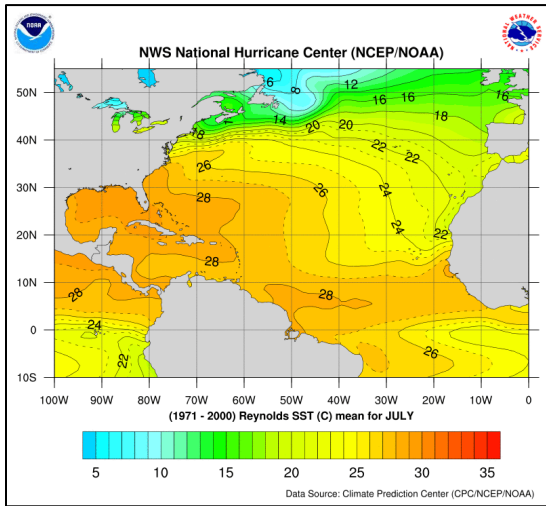 NOAA
NWS National Hurricane Center (NCEP/NOAA)
50N
40N
30N
20N
10N
0
10S
6
8
12
14
16
16
16
18
18
20
20
22
22
22
24
24
26
26
28
28
28
28
24
22
26
100W 90W 80W 70W 60W 50W 40W 30W 20W 10W 0
(1971 - 2000) Reynolds SST (C) mean for JULY
5 10 15 20 25 30 35
Data Source: Climate Prediction Center (CPC/NCEP/NOAA)